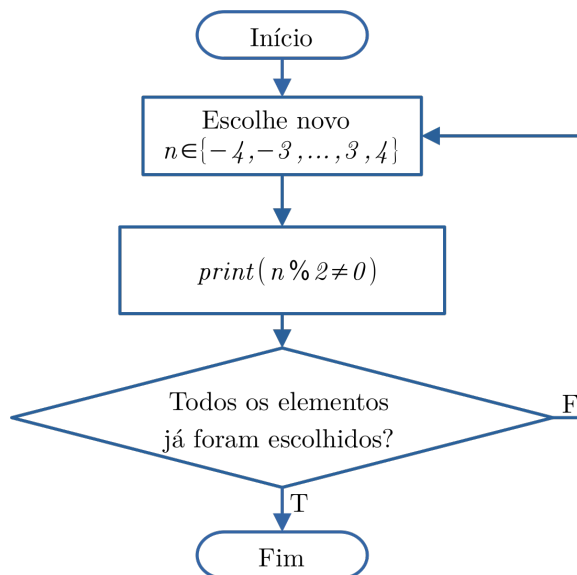 Início
Escolhe novo
n∈{−4,−3,...,3,4}
print(n%2≠0)
Todos os elementos
já foram escolhidos?
F
T
Fim